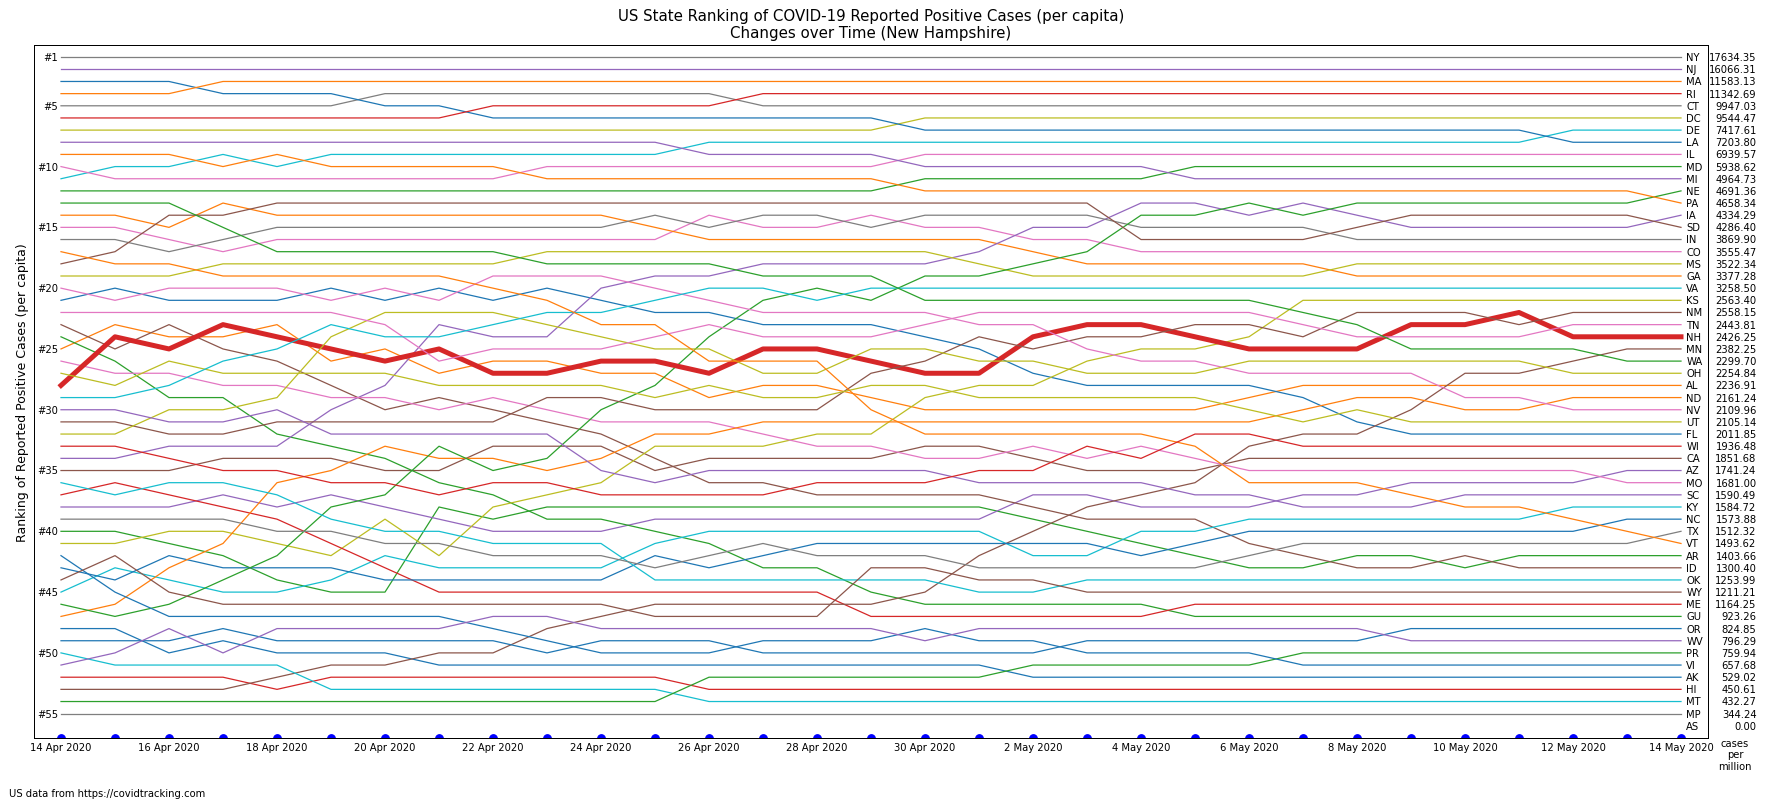 US State Ranking of COVID-19 Reported Positive Cases (per capita)
Changes over Time (New Hampshire)
Ranking of Reported Positive Cases (per capita)
#1
#5
#10
#15
#20
#25
#30
#35
#40
#45
#50
#55
NY 17634.35
NJ 16066.31
MA 11583.13
RI 11342.69
CT 9947.03
DC 9544.47
DE 7417.61
LA 7203.80
IL 6939.57
MD 5938.62
MI 4964.73
NE 4691.36
PA 4658.34
IA 4334.29
SD 4286.40
IN 3869.90
CO 3555.47
MS 3522.34
GA 3377.28
VA 3258.50
KS 2563.40
NM 2558.15
TN 2443.81
NH 2426.25
MN 2382.25
WA 2299.70
OH 2254.84
AL 2236.91
ND 2161.24
NV 2109.96
UT 2105.14
FL 2011.85
WI 1936.48
CA 1851.68
AZ 1741.24
MO 1681.00
SC 1590.49
KY 1584.72
NC 1573.88
TX 1512.32
VT 1493.62
AR 1403.66
ID 1300.40
OK 1253.99
WY 1211.21
ME 1164.25
GU 923.26
OR 824.85
WV 796.29
PR 759.94
VI 657.68
AK 529.02
HI 450.61
MT 432.27
MP 344.24
AS 0.00
14 Apr 2020 16 Apr 2020 18 Apr 2020 20 Apr 2020 22 Apr 2020 24 Apr 2020 26 Apr 2020 28 Apr 2020 30 Apr 2020 2 May 2020 4 May 2020 6 May 2020 8 May 2020 10 May 2020 12 May 2020 14 May 2020
cases
per
million
US data from https://covidtracking.com